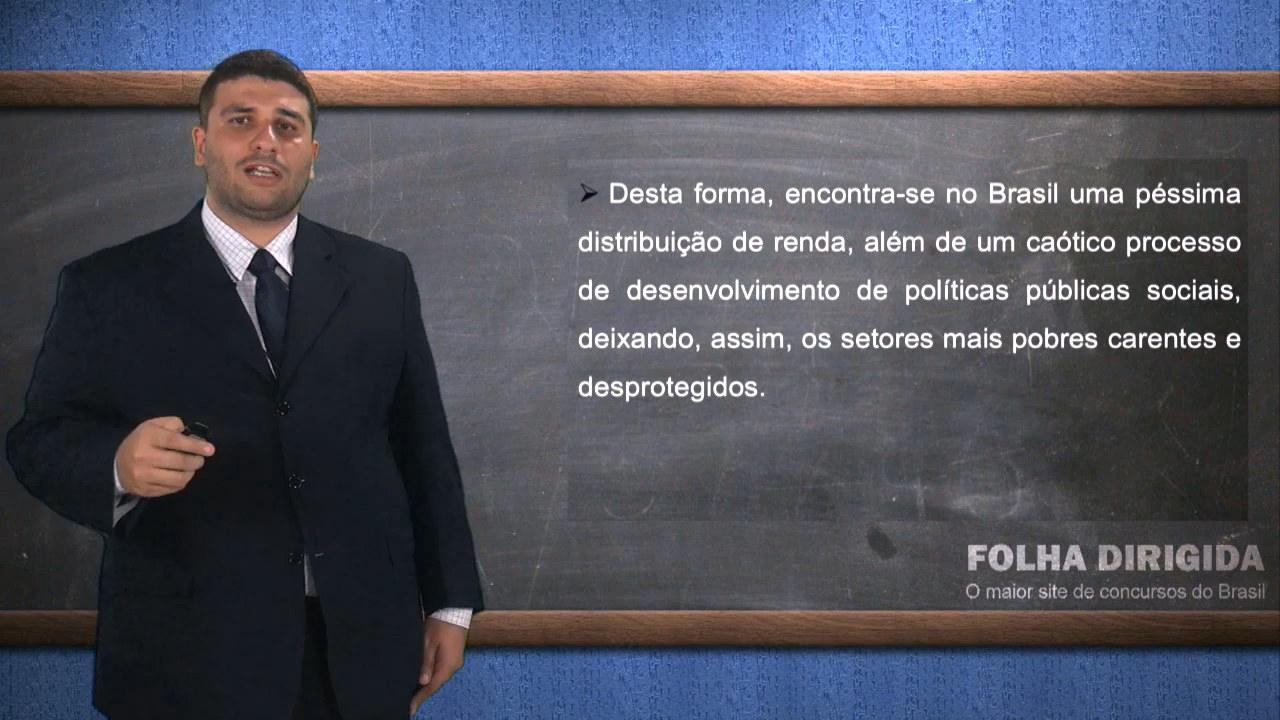 ➢ Desta forma, encontra-se no Brasil uma péssima
distribuição de renda, além de um caótico processo
de desenvolvimento de políticas públicas sociais,
deixando, assim, os setores mais pobres carentes e
desprotegidos.
FOLHA DIRIGIDA
O maior site de concursos do Brasil